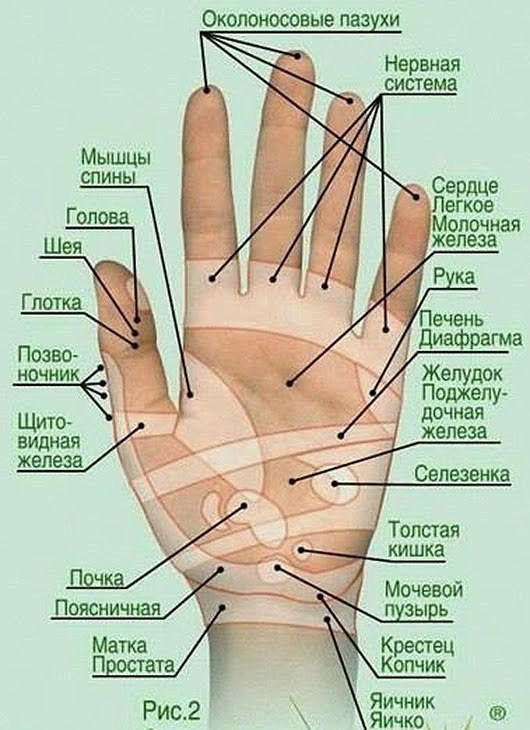 Околоносовые пазухи
Нервная
система
Мышцы
спины
Голова
Шея
Глотка
Позво-
ночник
Щито-
видная
железа
Сердце
Легкое
Молочная
железа
Рука
Печень
Диафрагма
Желудок
Поджелу-
дочная
железа
Селезенка
Толстая
кишка
Почка
Поясничная
Мочевой
пузырь
Матка
Простата
Крестец
Копчик
Яичник
Яичко
Рис.2
®